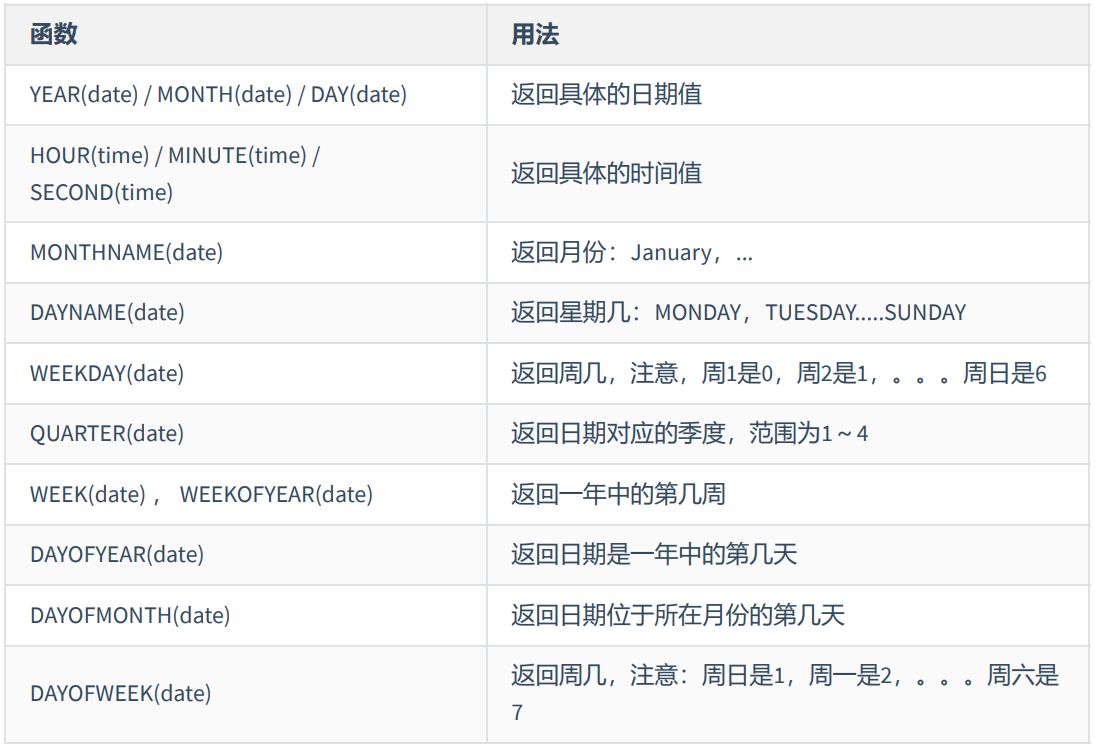 函数 用法
YEAR(date) / MONTH(date) / DAY(date) 返回具体的日期值
HOUR(time) / MINUTE(time) /
SECOND(time)
返回具体的时间值
MONTHNAME(date) 返回月份：January，...
DAYNAME(date) 返回星期几：MONDAY，TUESDAY.....SUNDAY
WEEKDAY(date) 返回周几，注意，周1是0，周2是1，。。。周日是6
QUARTER(date) 返回日期对应的季度，范围为1～4
WEEK(date) ， WEEKOFYEAR(date) 返回一年中的第几周
DAYOFYEAR(date) 返回日期是一年中的第几天
DAYOFMONTH(date) 返回日期位于所在月份的第几天
DAYOFWEEK(date)
返回周几，注意：周日是1，周一是2，。。。周六是
7